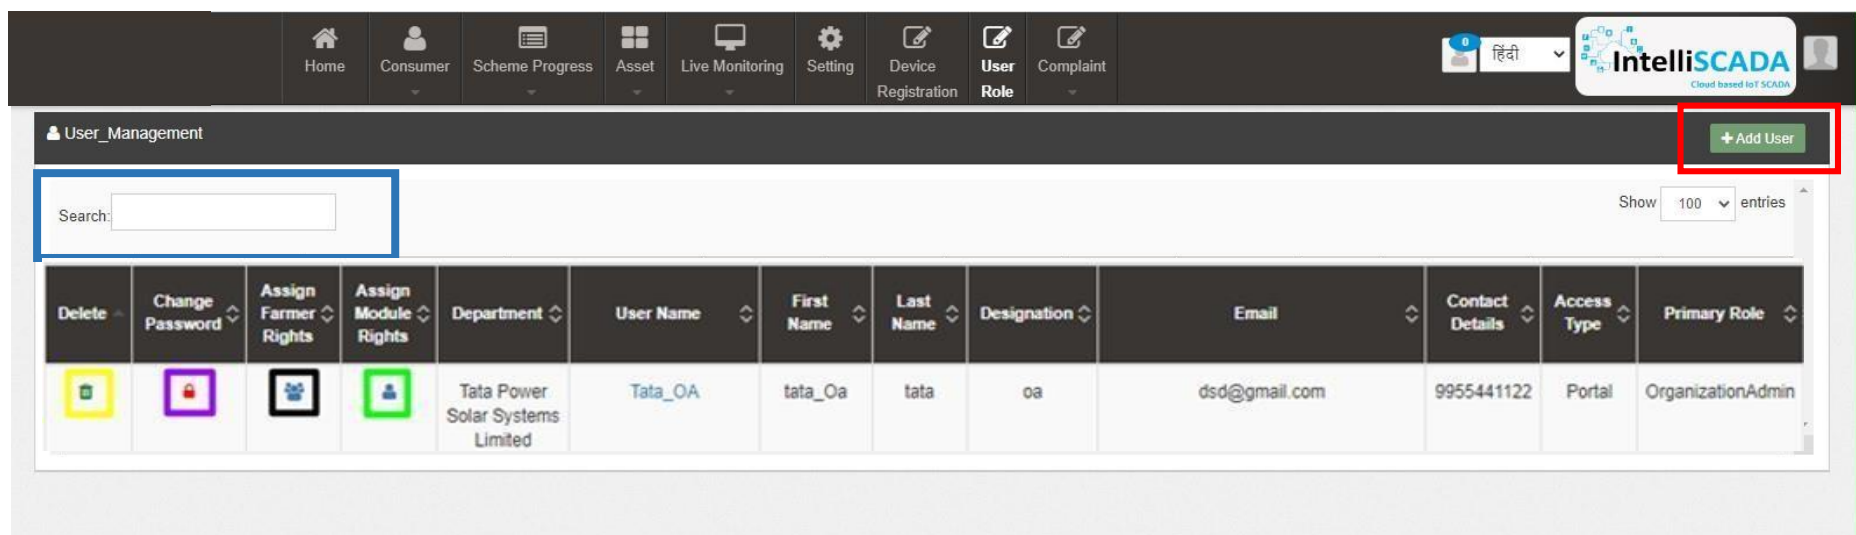 Home
Consumer
Scheme Progress
Asset
Live Monitoring
Setting
Device
Registration
User
Role
Complaint
0
हिंदी
IntelliSCADA
Cloud based IoT SCADA
User_Management
+ Add User
Search:
Show 100 entries
Delete
Change
Password
Assign
Farmer
Rights
Assign
Module
Rights
Department
User Name
First
Name
Last
Name
Designation
Email
Contact
Details
Access
Type
Primary Role
Tata Power
Solar Systems
Limited
Tata_OA
tata_Oa
tata
oa
dsd@gmail.com
9955441122
Portal
OrganizationAdmin